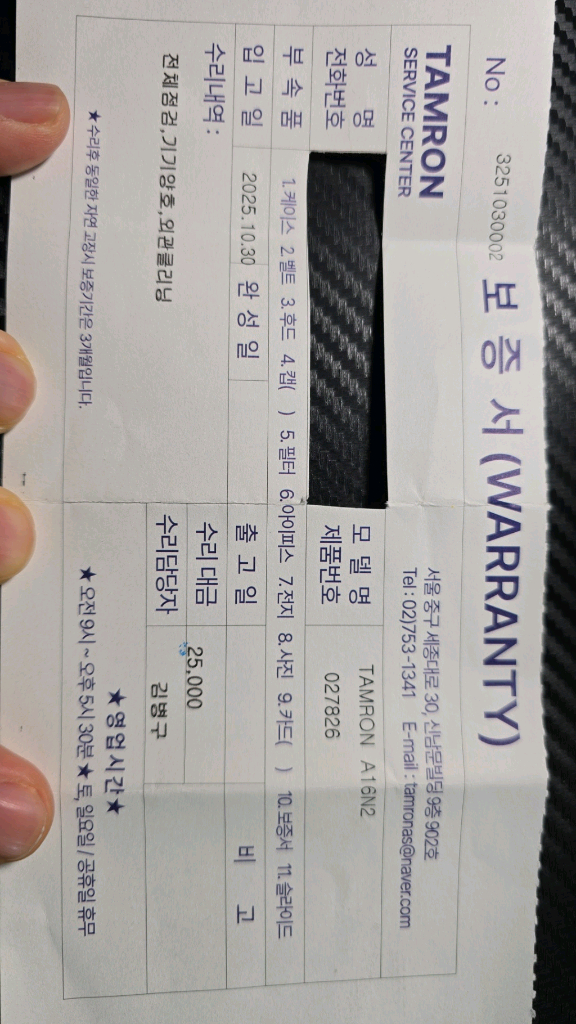 No : 3251030002 보 증 서 (WARRANTY)
TAMRON
SERVICE CENTER
서울 중구 세종대로 30, 신남문빌딩 9층 902호
Tel : 02)753-1341 E-mail : tamronas@naver.com
성 명
전화번호
모 델 명 TAMRON A16N2
제품번호 027826
부 속 품 1.케이스 2.벨트 3.후드 4.캡( ) 5.필터 6.아이피스 7.전지 8.사진 9.카드( ) 10.보증서 11.슬라이드
입 고 일 2025.10.30 완 성 일 출 고 일 비 고
수리내역 :
전체점검,기기양호,외관클리닝
수리대금 25,000
수리담당자 김병구
★ 수리후 동일한 자연 고장시 보증기간은 3개월입니다.
★ 영 업 시 간 ★
★ 오전 9시 ~ 오후 5시 30분 ★ 토, 일요일 / 공휴일 휴무